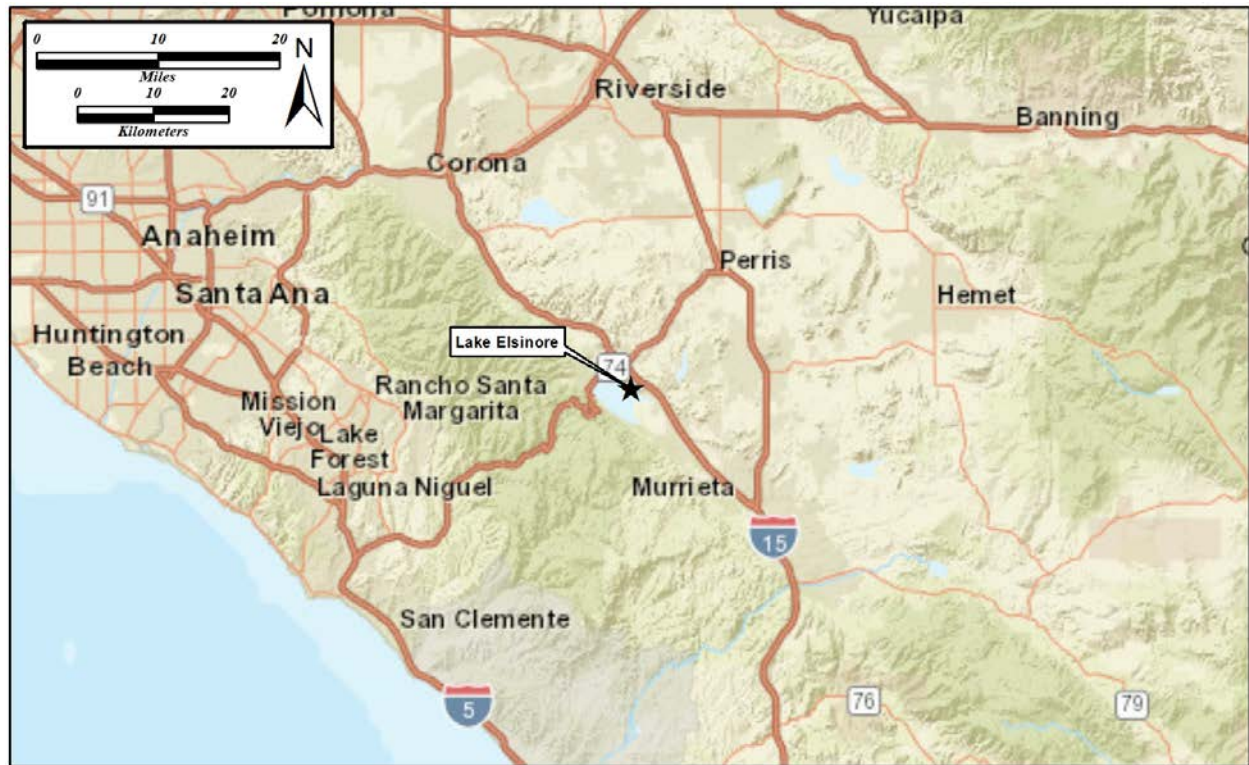 Pomona
Yucaipa
0 10 20
Miles
0 10 20
Kilometers
N
Riverside
Banning
Corona
91
Anaheim
Perris
Santa Ana
Hemet
Huntington
Beach
Lake Elsinore
74
Rancho Santa
Margarita
Mission
Viejo
Lake
Forest
Laguna Niguel
Murrieta
15
San Clemente
5
76
79